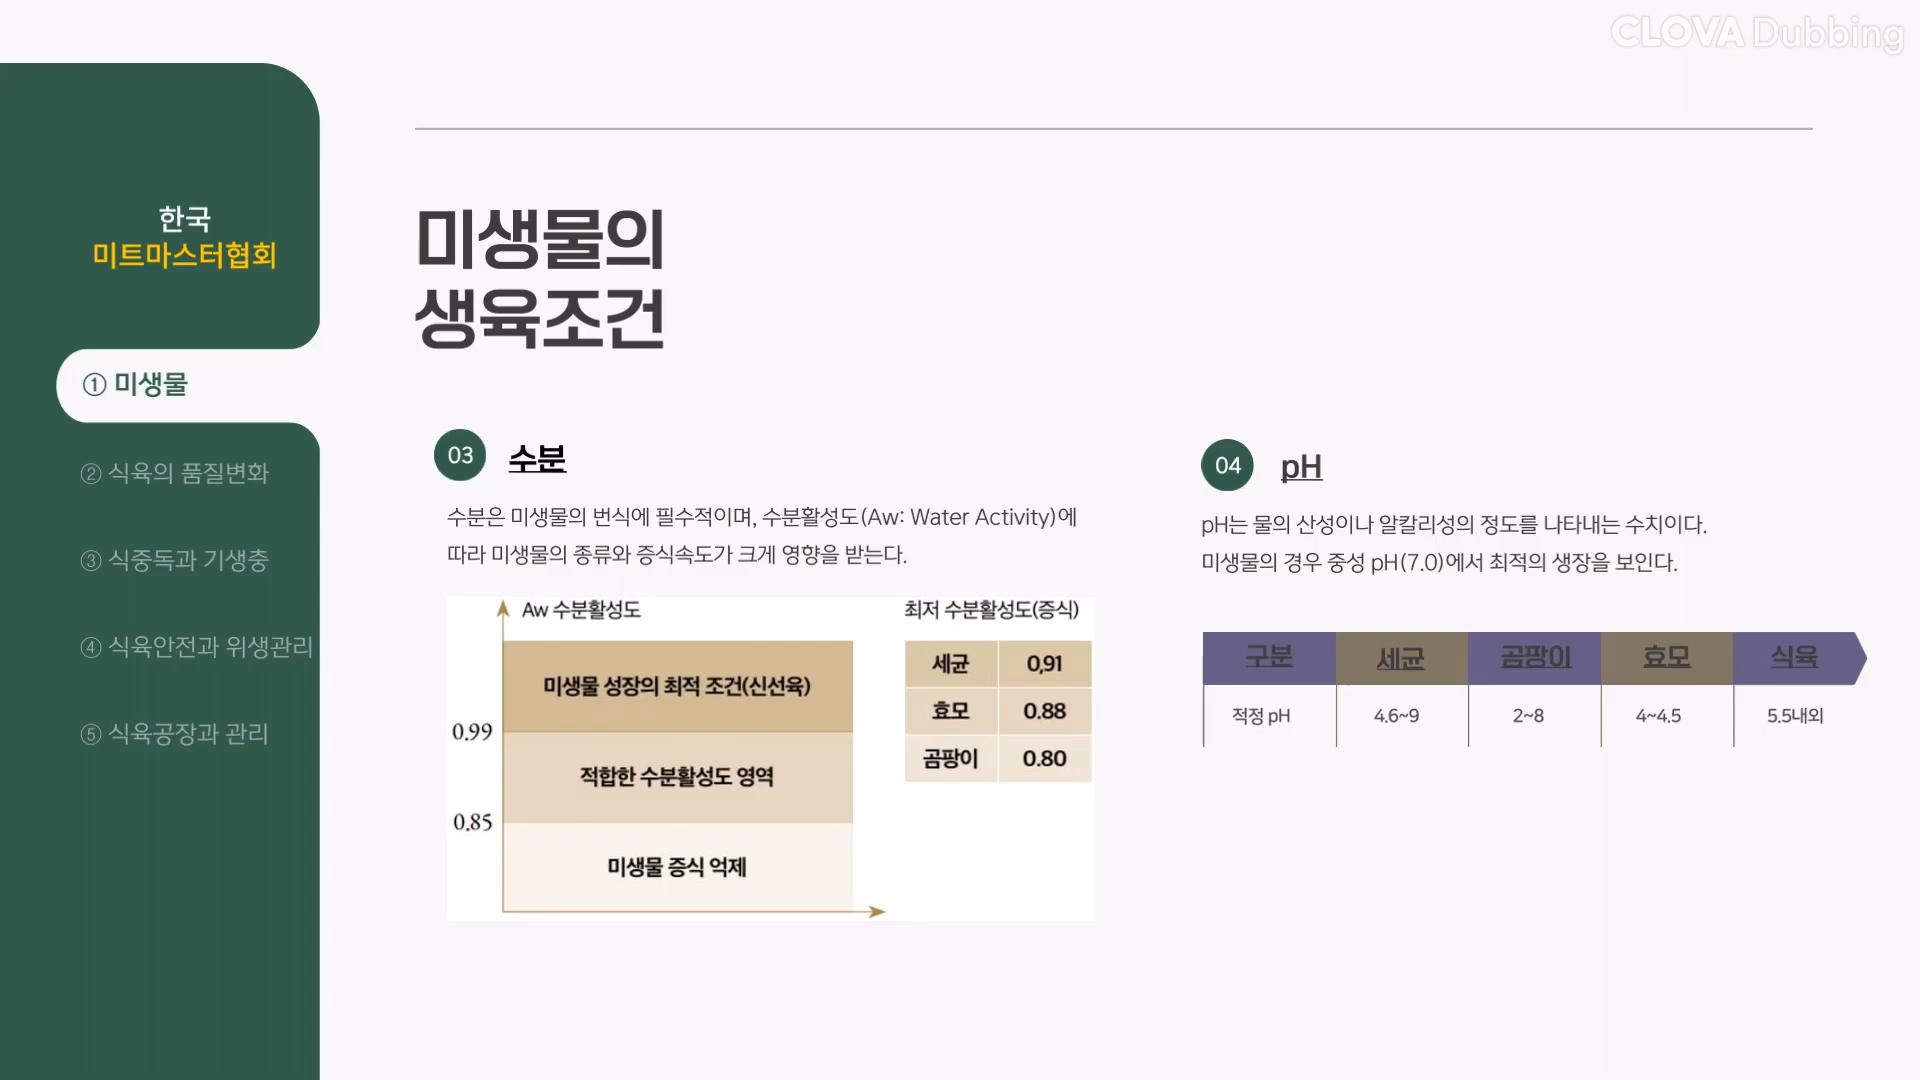 CLOVA Dubbing
한국
미트마스터협회
① 미생물
② 식육의 품질변화
③ 식중독과 기생충
④ 식육안전과 위생관리
⑤ 식육공장과 관리
미생물의
생육조건
03 수분
수분은 미생물의 번식에 필수적이며, 수분활성도(Aw: Water Activity)에
따라 미생물의 종류와 증식속도가 크게 영향을 받는다.
Aw 수분활성도
미생물 성장의 최적 조건(신선육)
0.99
적합한 수분활성도 영역
0.85
미생물 증식 억제
최저 수분활성도(증식)
세균 0,91
효모 0.88
곰팡이 0.80
04 pH
pH는 물의 산성이나 알칼리성의 정도를 나타내는 수치이다.
미생물의 경우 중성 pH(7.0)에서 최적의 생장을 보인다.
구분 세균 곰팡이 효모 식육
적정 pH 4.6~9 2~8 4~4.5 5.5내외